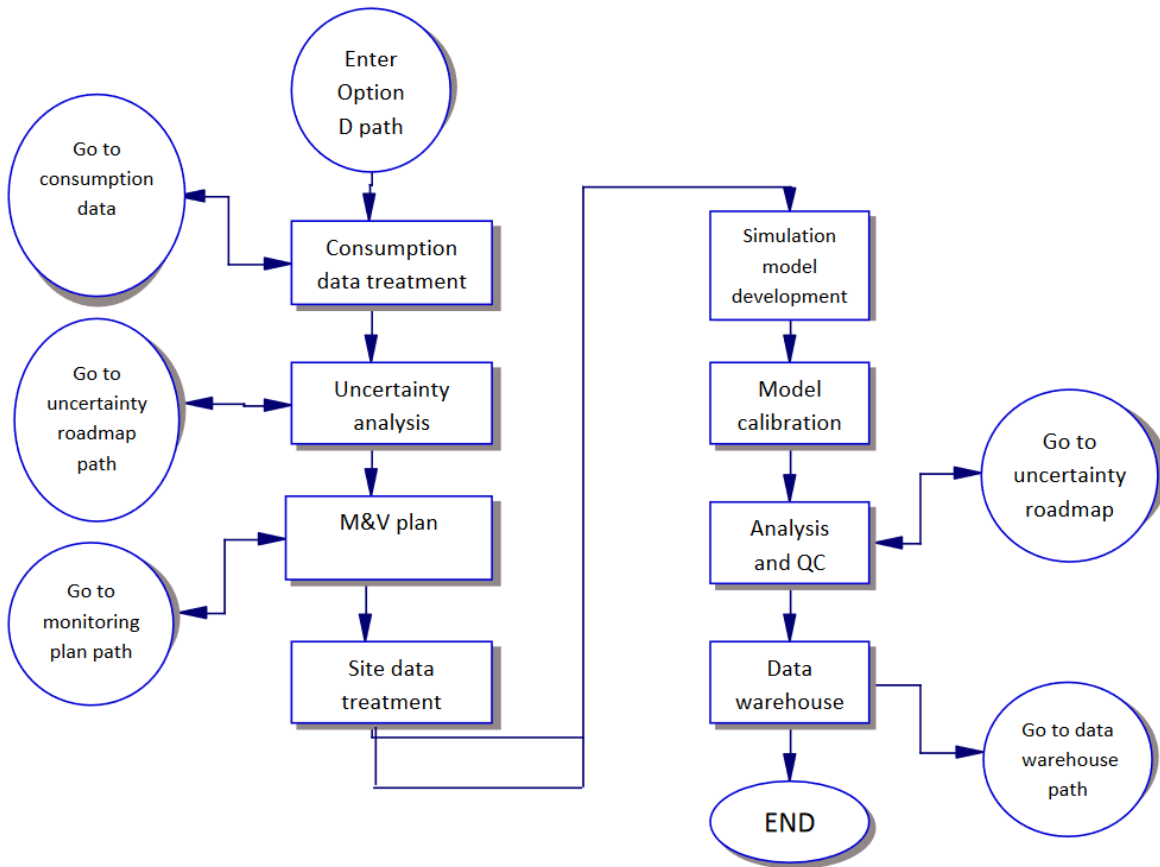 Enter
Option
D path
Go to
consumption
data
Consumption
data treatment
Go to
uncertainty
roadmap
path
Uncertainty
analysis
M&V plan
Go to
monitoring
plan path
Site data
treatment
Simulation
model
development
Model
calibration
Analysis
and QC
Go to
uncertainty
roadmap
Data
warehouse
Go to data
warehouse
path
END